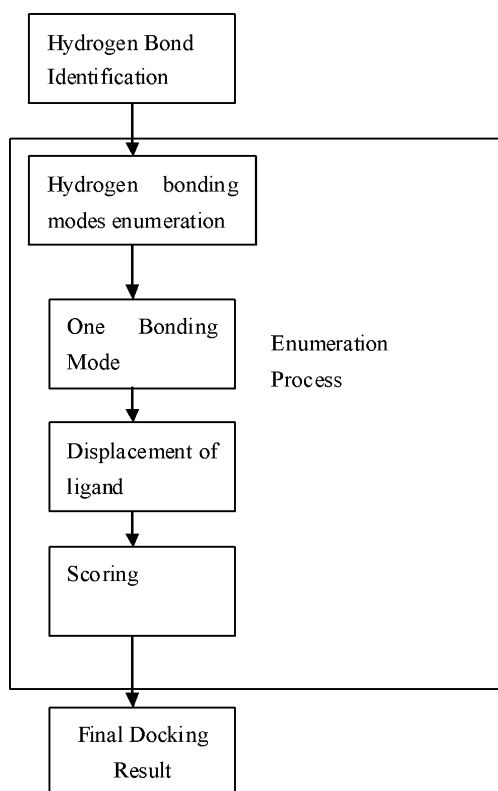 Hydrogen Bond
Identification
Hydrogen bonding
modes enumeration
One Bonding
Mode
Enumeration
Process
Displacement of
ligand
Scoring
Final Docking
Result